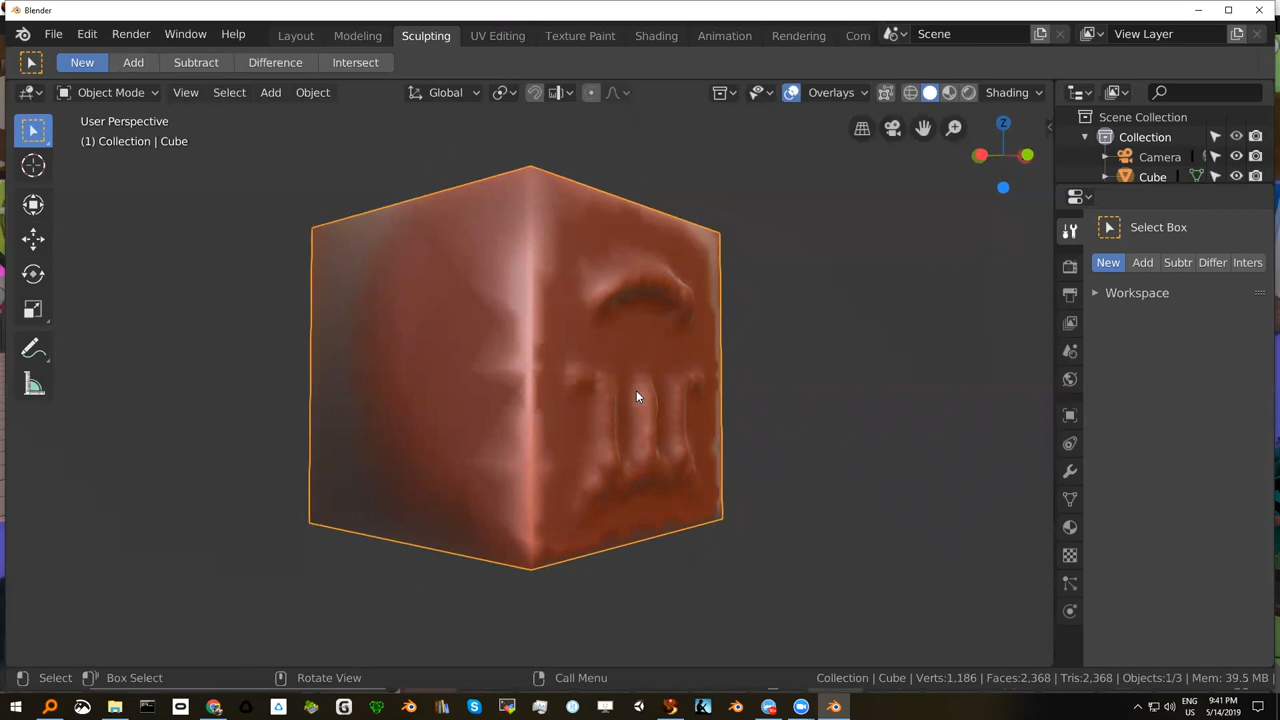 Blender
File Edit Render Window Help Layout Modeling Sculpting UV Editing Texture Paint Shading Animation Rendering Com Scene View Layer
New Add Subtract Difference Intersect
Object Mode View Select Add Object Global Overlays Shading
User Perspective
(1) Collection | Cube
Z
Scene Collection
Collection
Camera
Cube
Select Box
New Add Subtr Differ Inters
Workspace
Select Box Select Rotate View Call Menu Collection | Cube | Verts:1,186 | Faces:2,368 | Tris:2,368 | Objects:1/3 | Mem: 39.5 MB
ENG 9:41 PM
US 5/14/2019